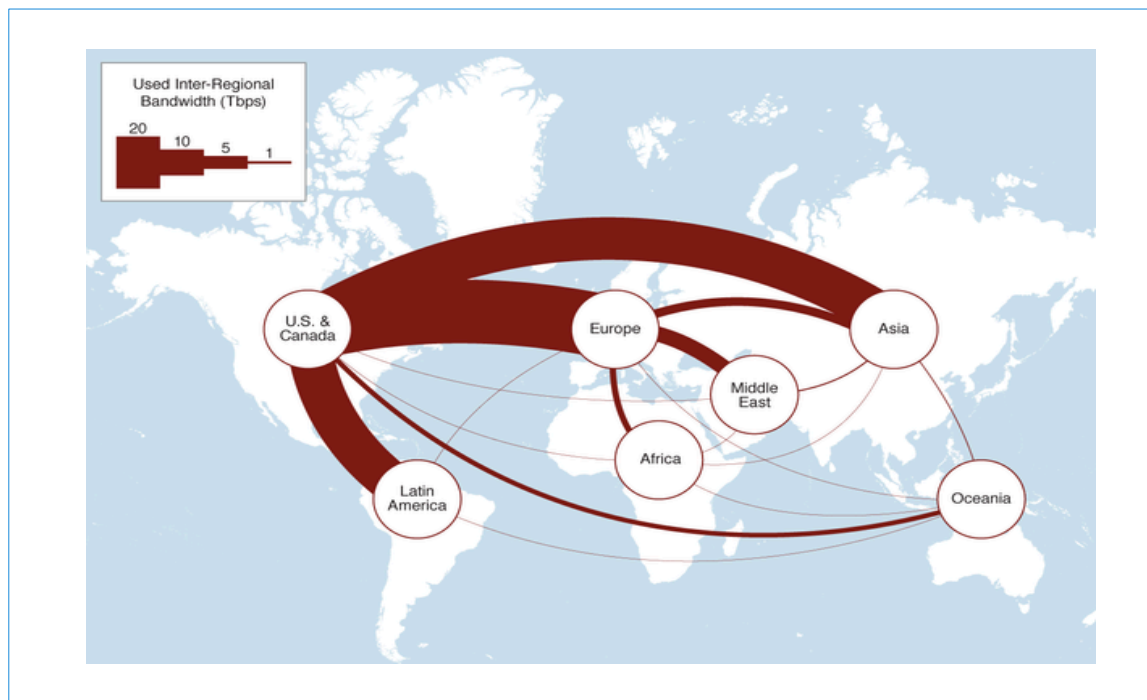 Used Inter-Regional
Bandwidth (Tbps)
20
10
5
1
U.S. &
Canada
Europe
Asia
Middle
East
Africa
Latin
America
Oceania